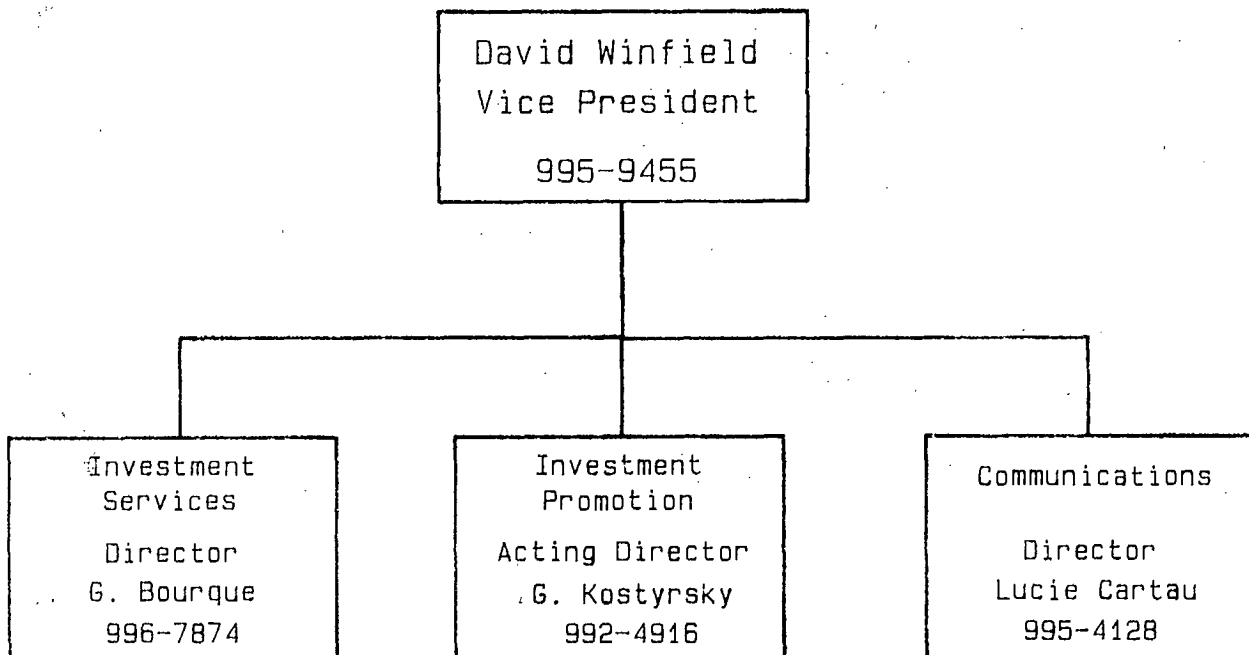 David Winfield
Vice President
995-9455
Investment
Services
Director
G. Bourque
996-7874
Investment
Promotion
Acting Director
G. Kostyrsky
992-4916
Communications
Director
Lucie Cartau
995-4128